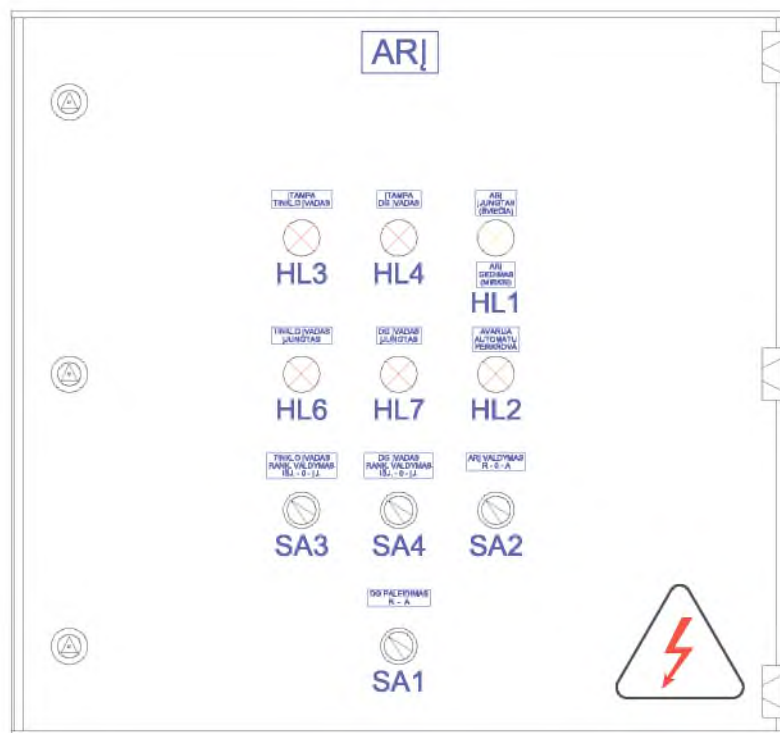 ARĮ
ĮTAMPA
TINKLO ĮVADAS
ĮTAMPA
DG ĮVADAS
ARĮ
ĮJUNGTAS
(ŠVIEČIA)
HL3
HL4
ARĮ
GEDIMAS
(MIRKSI)
HL1
TINKLO ĮVADAS
ĮJUNGTAS
DG ĮVADAS
ĮJUNGTAS
AVARIJA
AUTOMATŲ
PERKROVA
HL6
HL7
HL2
TINKLO ĮVADAS
RANK. VALDYMAS
IŠJ. - 0 - ĮJ.
DG ĮVADAS
RANK. VALDYMAS
IŠJ. - 0 - ĮJ.
ARĮ VALDYMAS
R - 0 - A
SA3
SA4
SA2
DG PALEIDIMAS
R - A
SA1